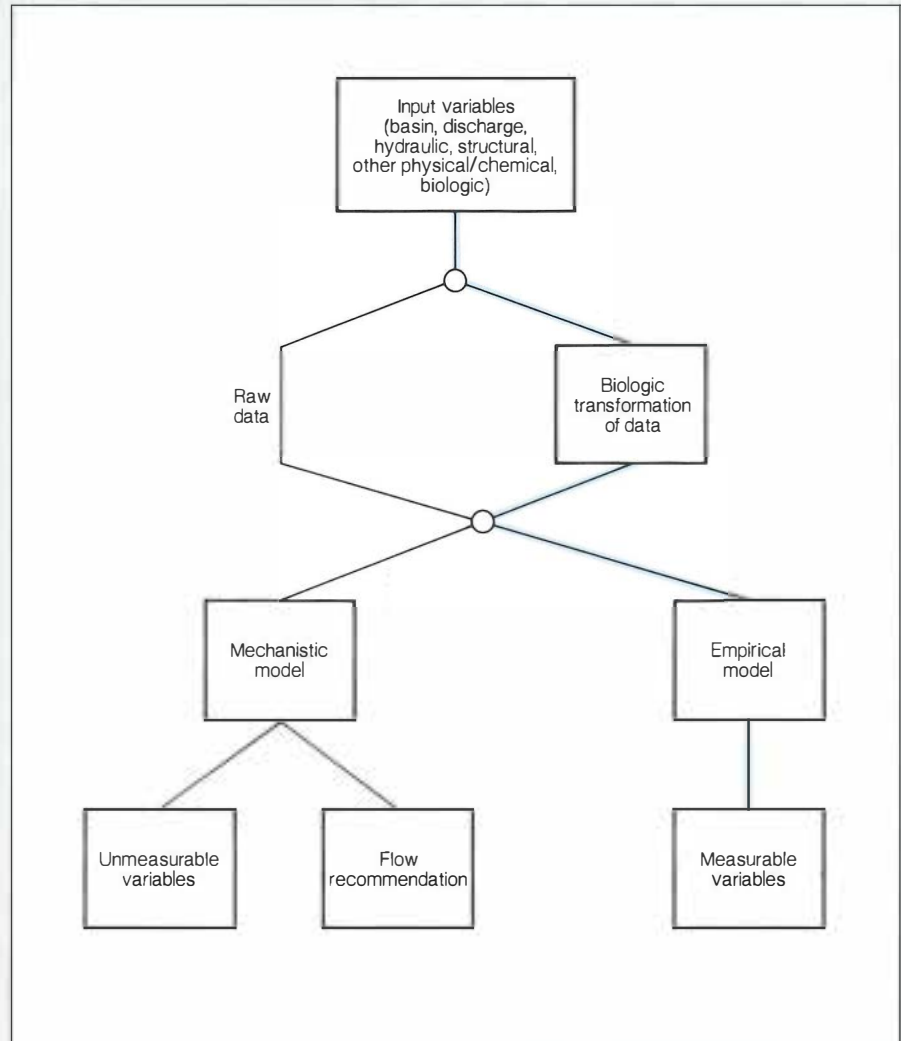 Input variables
(basin, discharge,
hydraulic, structural,
other physical/chemical,
biologic)
Raw
data
Biologic
transformation
of data
Mechanistic
model
Empirical
model
Unmeasurable
variables
Flow
recommendation
Measurable
variables